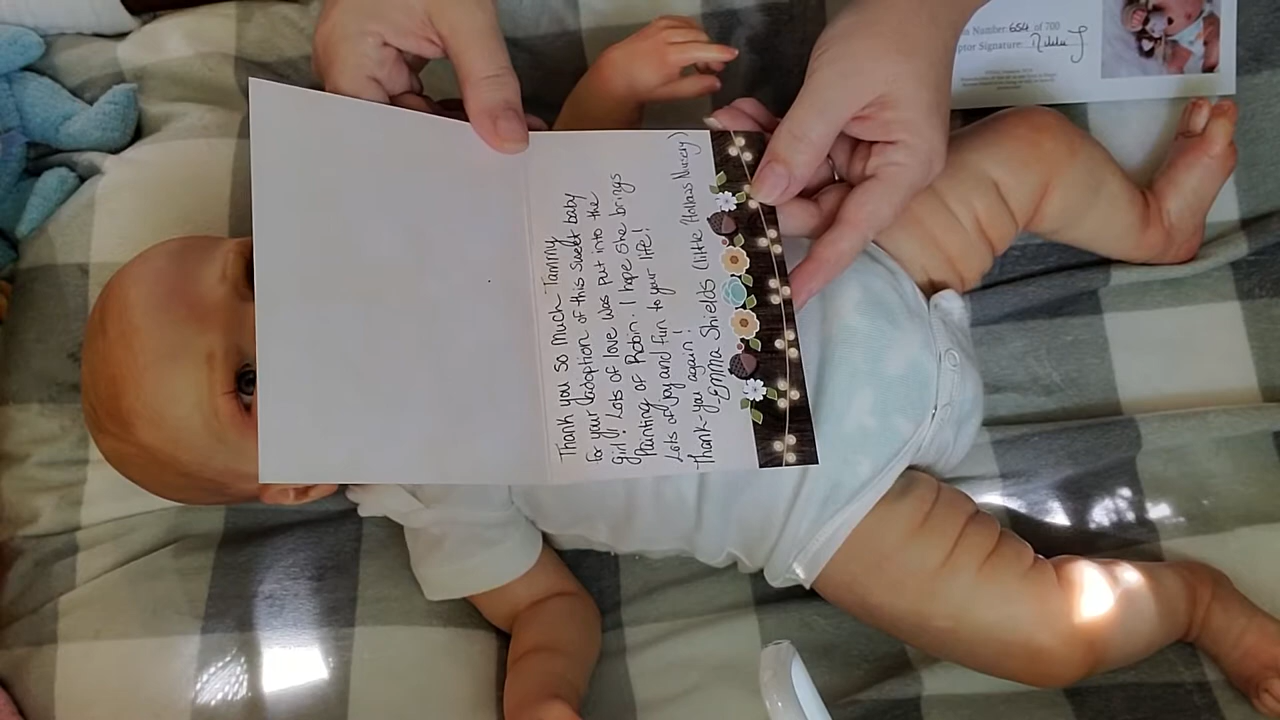 Thank you so much Tammy
for your adoption of this sweet baby
girl! Lots of love was put into the
Painting of Robin. I hope she brings
Lots of Joy and fun to your life!
Thank you again!
-Emma Shields (Little Hollows Nursery)
Number: 654 of 700
ptor Signature: